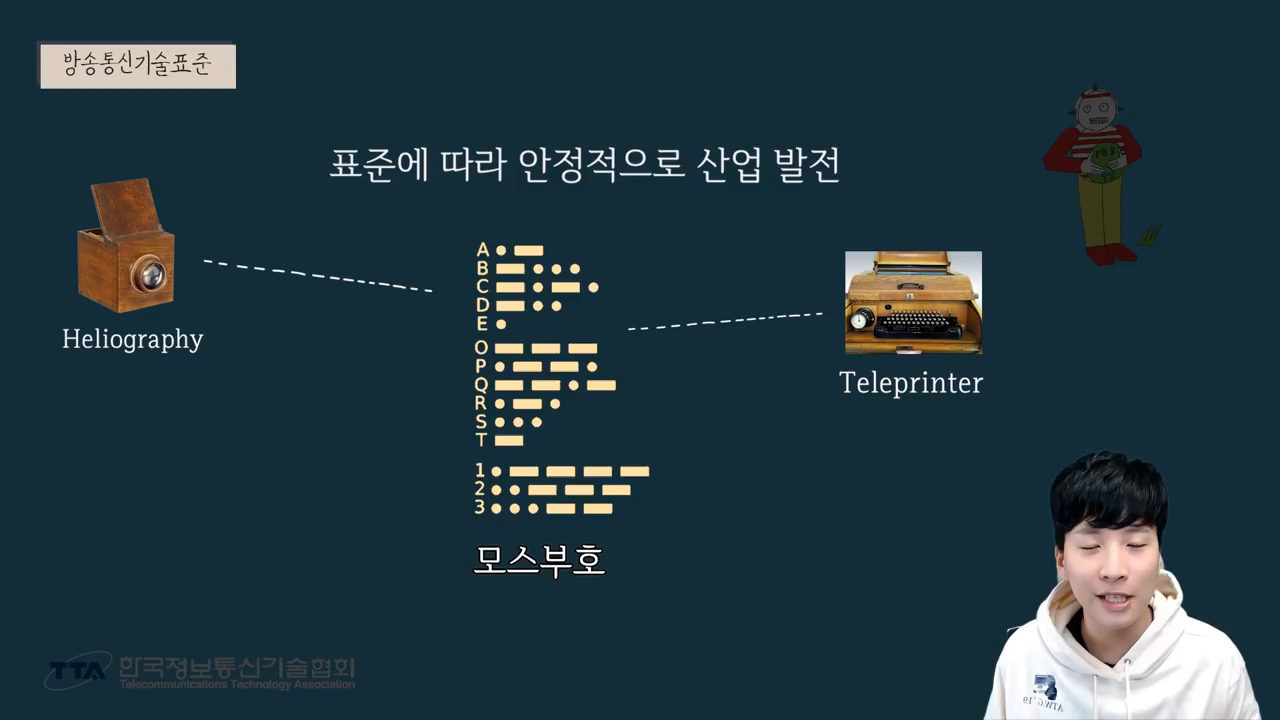 방송통신기술표준
표준에 따라 안정적으로 산업 발전
Heliography
A
B
C
D
E
O
P
Q
R
S
T
1
2
3
모스부호
Teleprinter
TTA 한국정보통신기술협회
Telecommunications Technology Association